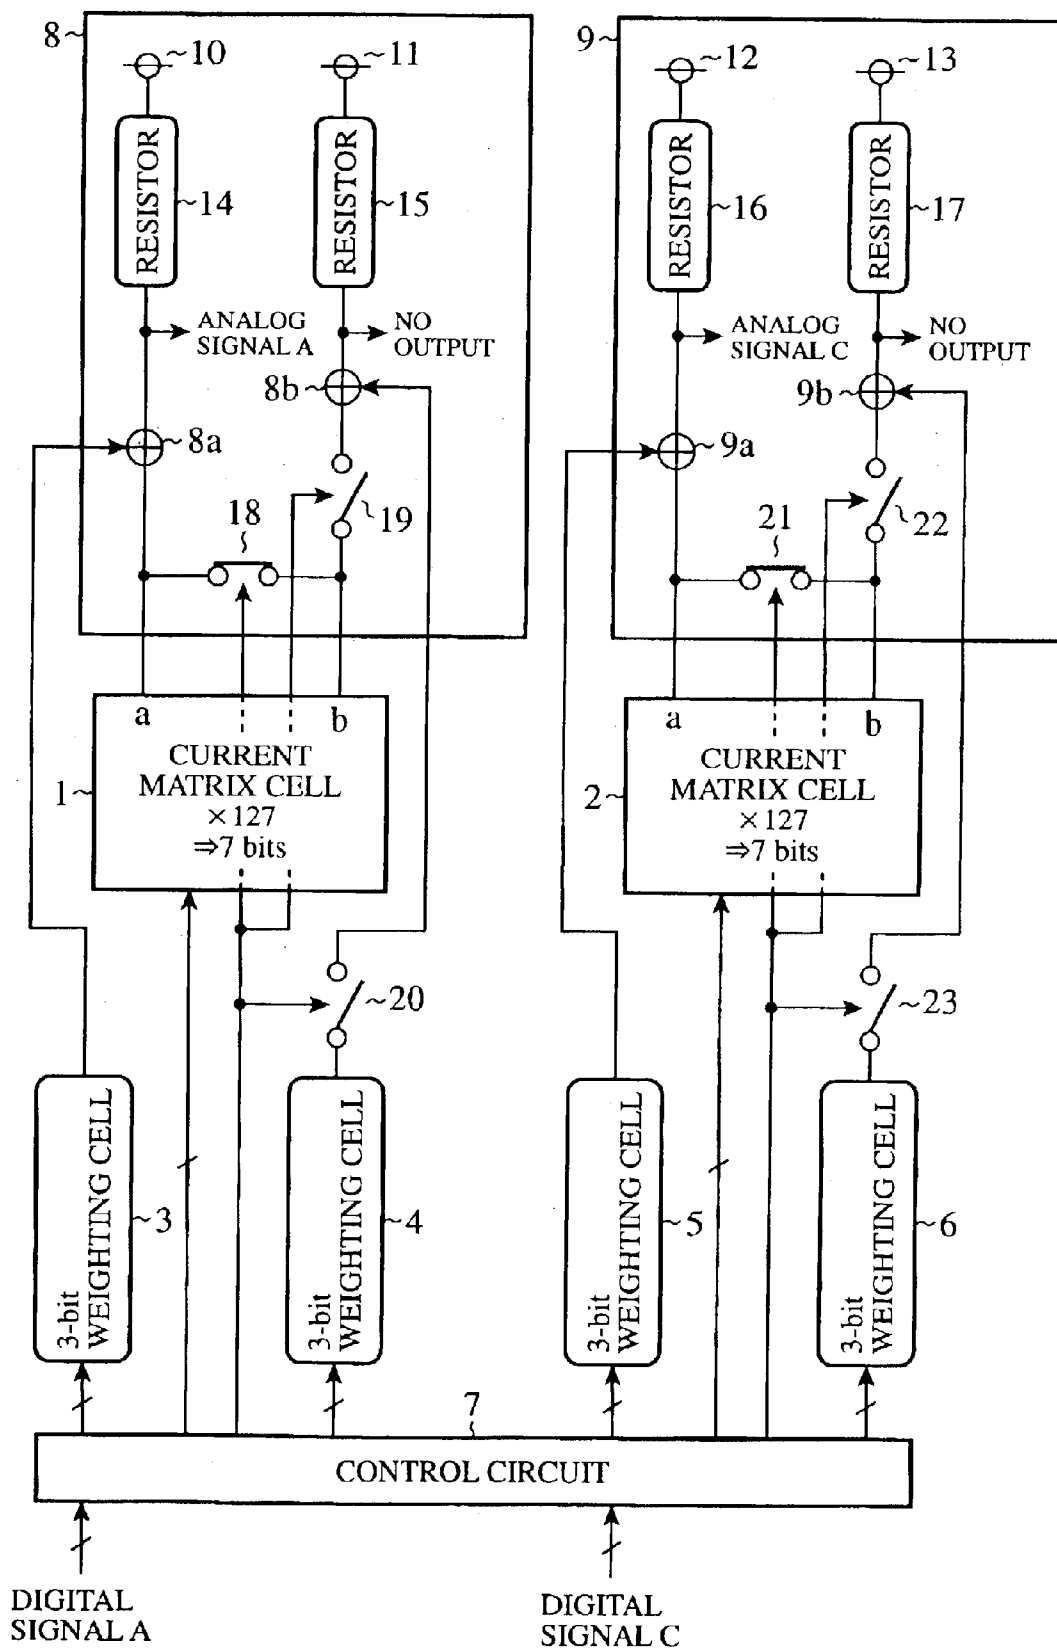 8
10
11
RESISTOR
14
RESISTOR
15
ANALOG
SIGNAL A
NO
OUTPUT
8b
8a
18
19
9
12
13
RESISTOR
16
RESISTOR
17
ANALOG
SIGNAL C
NO
OUTPUT
9b
9a
21
22
a
b
1
CURRENT
MATRIX CELL
×127
⇒7 bits
a
b
2
CURRENT
MATRIX CELL
×127
⇒7 bits
20
23
3-bit
WEIGHTING CELL
3
3-bit
WEIGHTING CELL
4
3-bit
WEIGHTING CELL
5
3-bit
WEIGHTING CELL
6
7
CONTROL CIRCUIT
DIGITAL
SIGNAL A
DIGITAL
SIGNAL C